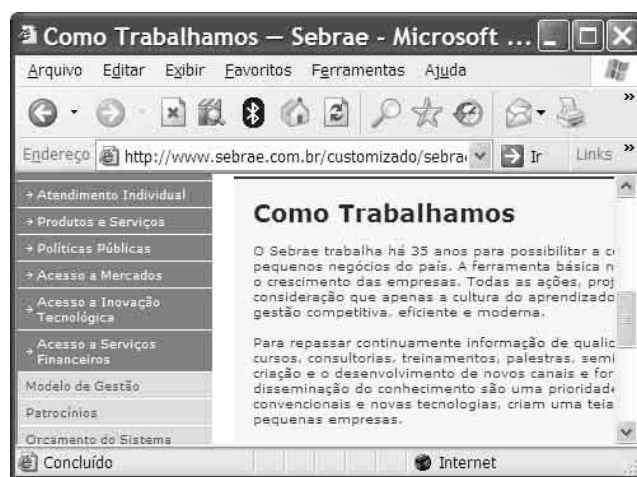 Como Trabalhamos — Sebrae - Microsoft ...
Arquivo Editar Exibir Favoritos Ferramentas Ajuda
Endereço http://www.sebrae.com.br/customizado/sebra Ir Links
Atendimento Individual
Produtos e Serviços
Políticas Públicas
Acesso a Mercados
Acesso a Inovação
Tecnológica
Acesso a Serviços
Financeiros
Modelo de Gestão
Patrocínios
Orçamento do Sistema
Como Trabalhamos
O Sebrae trabalha há 35 anos para possibilitar a
pequenos negócios do país. A ferramenta básica
o crescimento das empresas. Todas as ações,
consideração que apenas a cultura do aprendizado
gestão competitiva, eficiente e moderna.
Para repassar continuamente informação de
cursos, consultorias, treinamentos, palestras,
criação e o desenvolvimento de novos canais e
disseminação do conhecimento são uma
convencionais e novas tecnologias, criam uma teia
pequenas empresas.
Concluído Internet